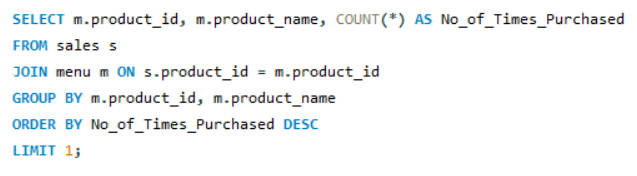 SELECT m.product_id, m.product_name, COUNT(*) AS No_of_Times_Purchased
FROM sales s
JOIN menu m ON s.product_id = m.product_id
GROUP BY m.product_id, m.product_name
ORDER BY No_of_Times_Purchased DESC
LIMIT 1;